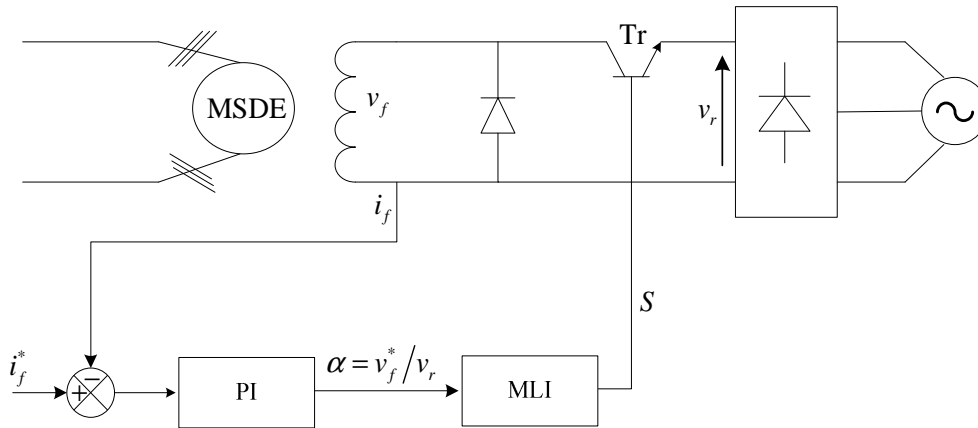 Tr
MSDE
v_f
v_r
i_f
S
i_f^*
−
+
PI
α = v_f^*/v_r
MLI